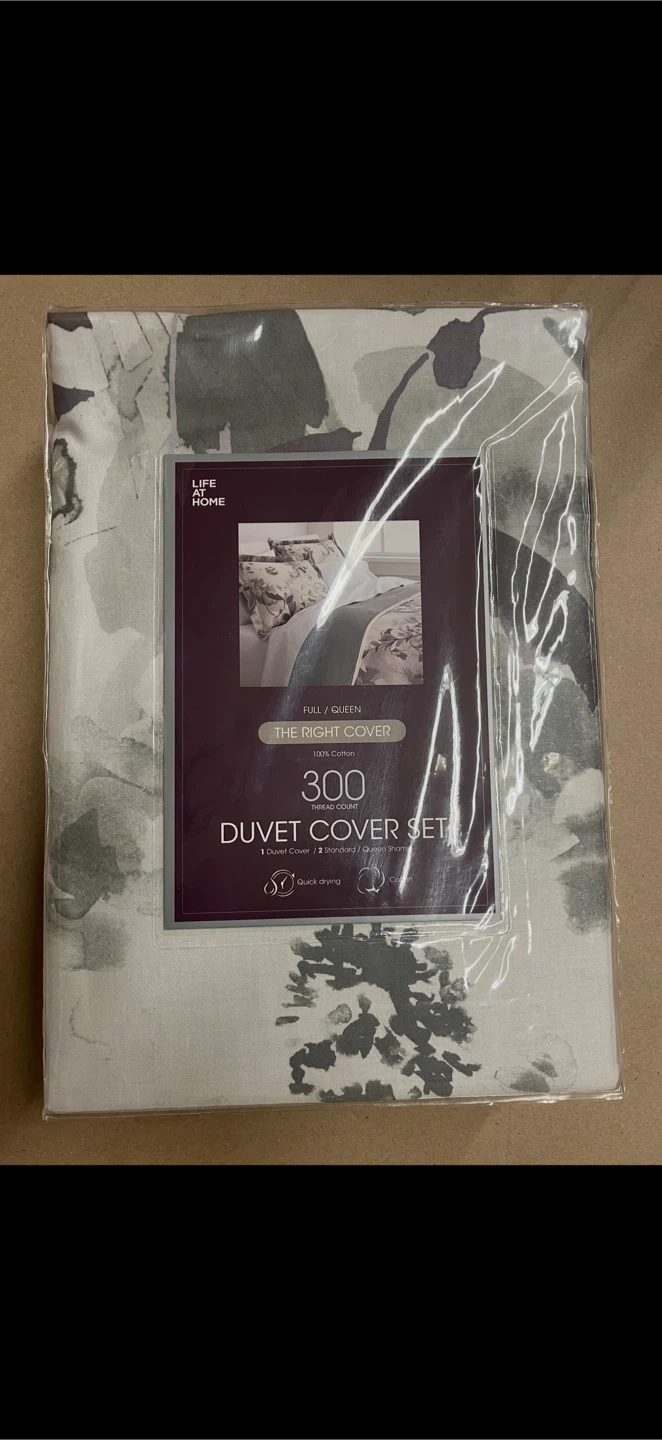 LIFE
AT
HOME
FULL / QUEEN
THE RIGHT COVER
100% Cotton
300
THREAD COUNT
DUVET COVER SET
1 Duvet Cover / 2 Standard / Queen Shams
Quick drying
Cotton